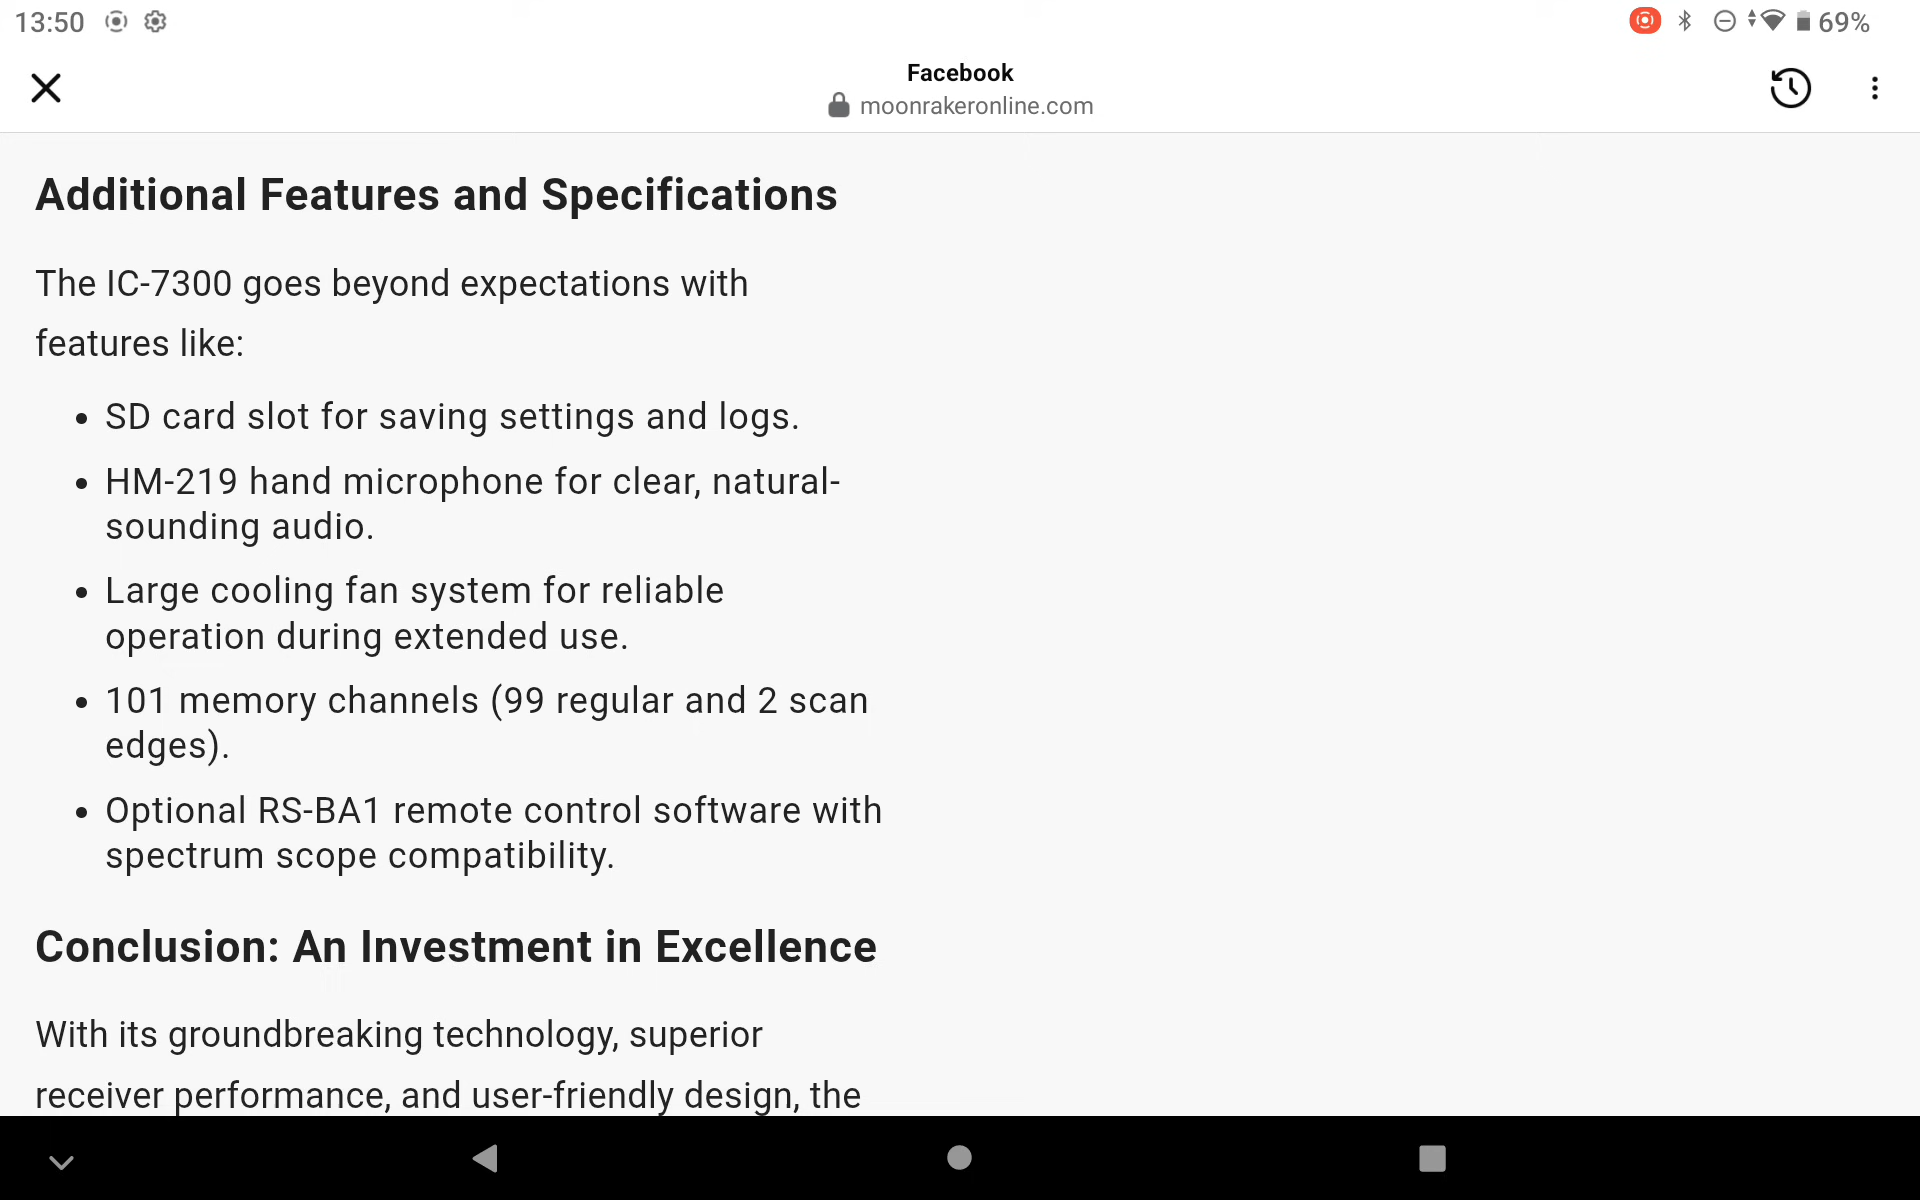 13:50
69%
Facebook
moonrakeronline.com
Additional Features and Specifications
The IC-7300 goes beyond expectations with
features like:
• SD card slot for saving settings and logs.
• HM-219 hand microphone for clear, natural-
sounding audio.
• Large cooling fan system for reliable
operation during extended use.
• 101 memory channels (99 regular and 2 scan
edges).
• Optional RS-BA1 remote control software with
spectrum scope compatibility.
Conclusion: An Investment in Excellence
With its groundbreaking technology, superior
receiver performance, and user-friendly design, the